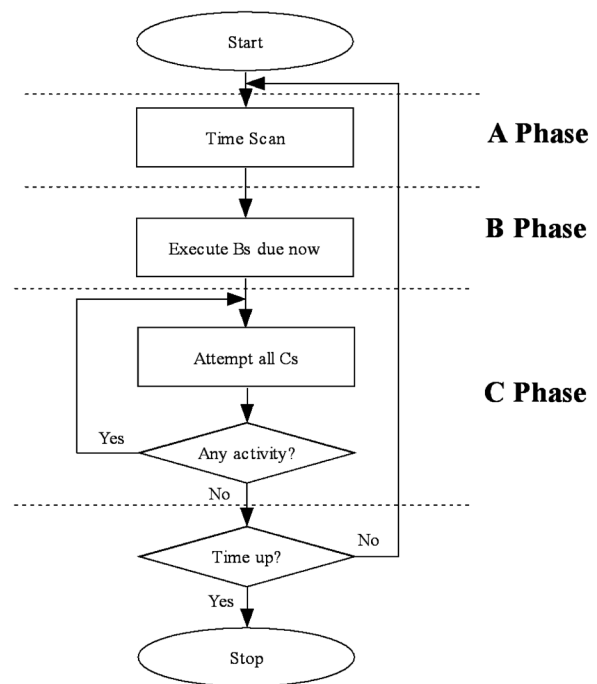 Start
Time Scan
A Phase
Execute Bs due now
B Phase
Attempt all Cs
C Phase
Yes
Any activity?
No
Time up?
No
Yes
Stop